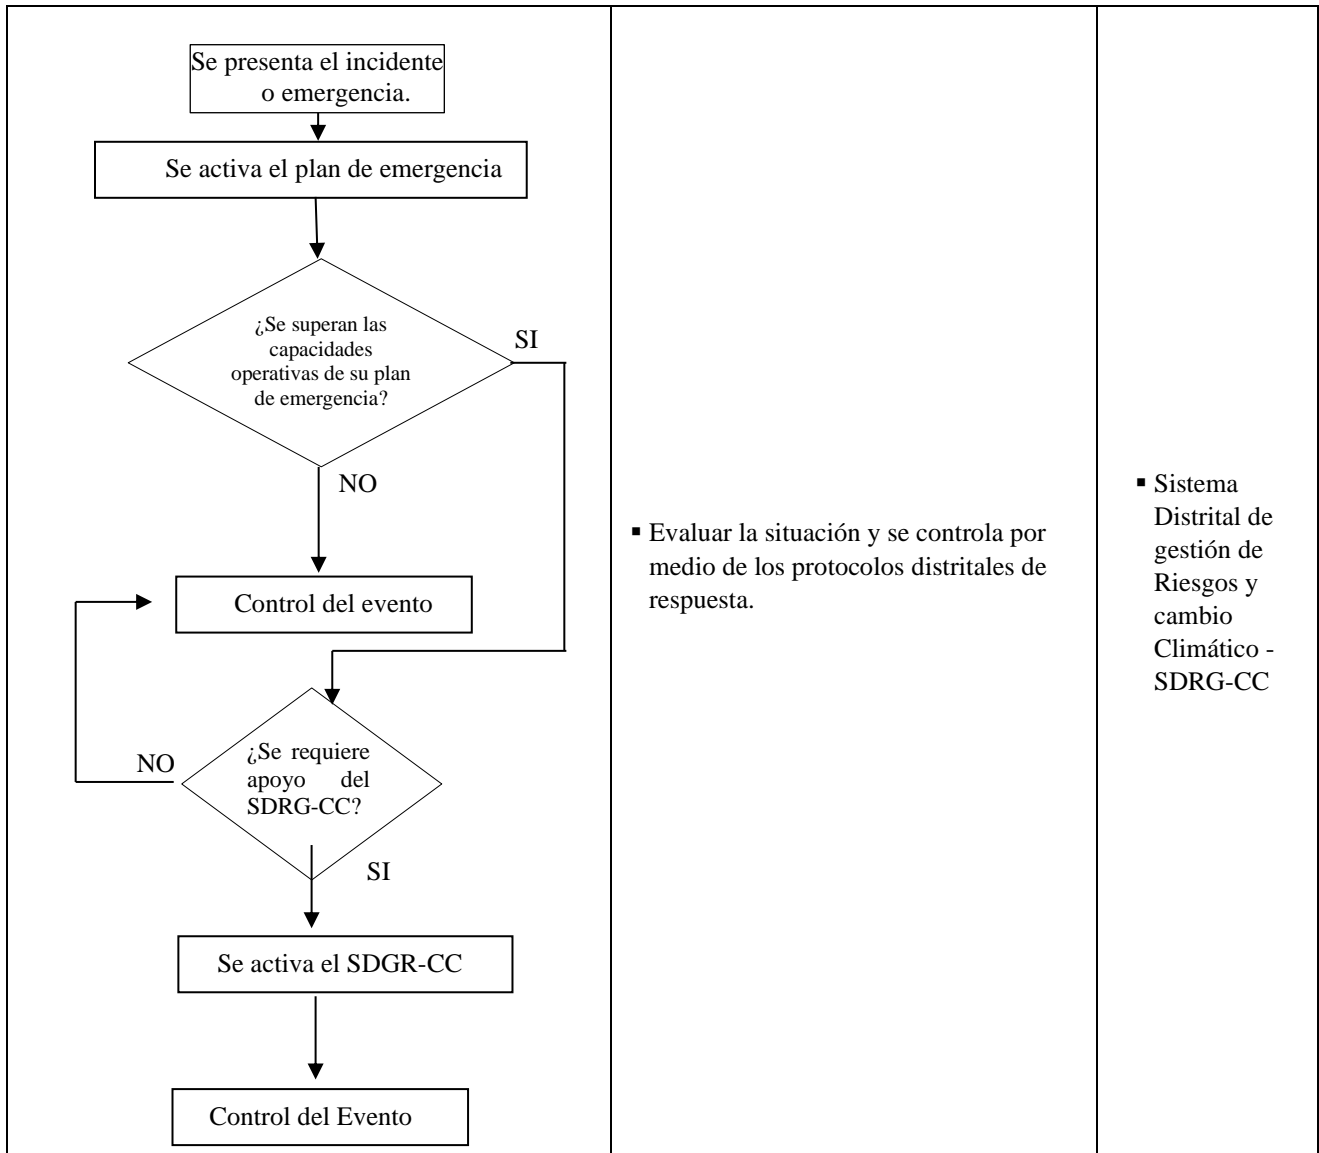 Se presenta el incidente
o emergencia.
Se activa el plan de emergencia
¿Se superan las
capacidades
operativas de su plan
de emergencia?
SI
NO
Control del evento
¿Se requiere
apoyo del
SDRG-CC?
NO
SI
Se activa el SDGR-CC
Control del Evento
▪ Evaluar la situación y se controla por
medio de los protocolos distritales de
respuesta.
▪ Sistema
Distrital de
gestión de
Riesgos y
cambio
Climático -
SDRG-CC